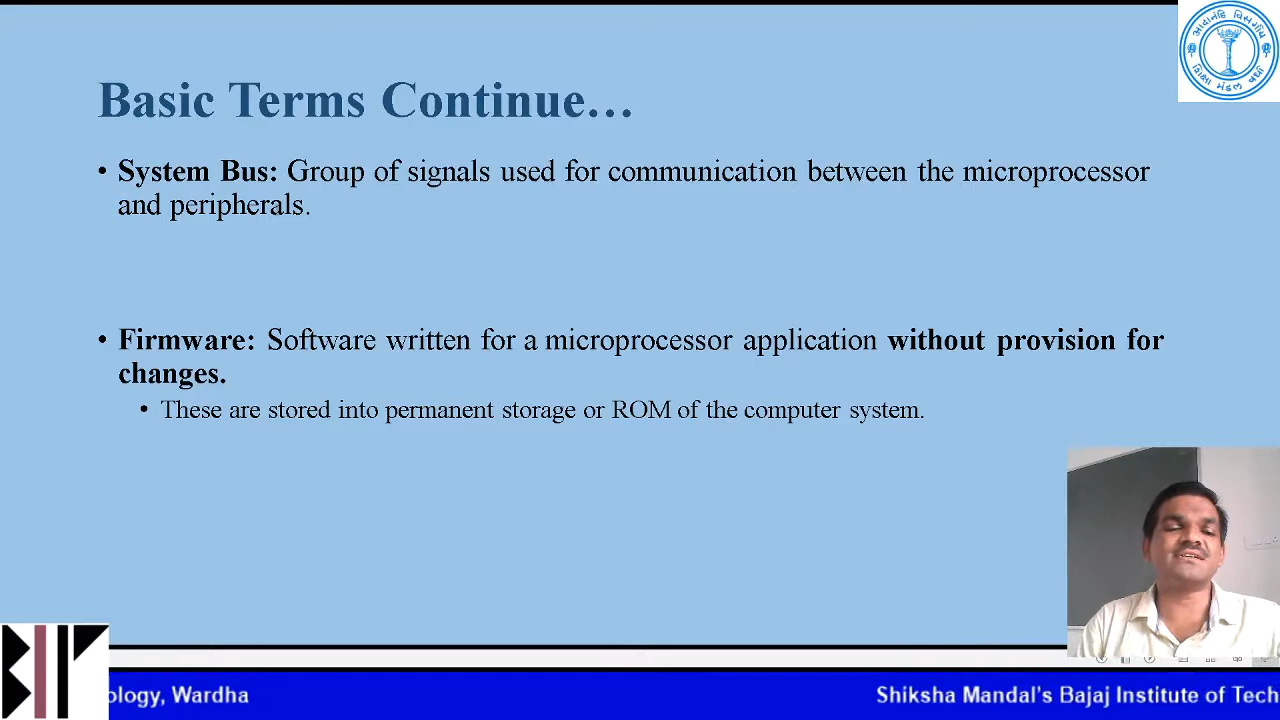 Basic Terms Continue…
• System Bus: Group of signals used for communication between the microprocessor
and peripherals.
• Firmware: Software written for a microprocessor application without provision for
changes.
• These are stored into permanent storage or ROM of the computer system.
ology, Wardha
Shiksha Mandal's Bajaj Institute of Tech